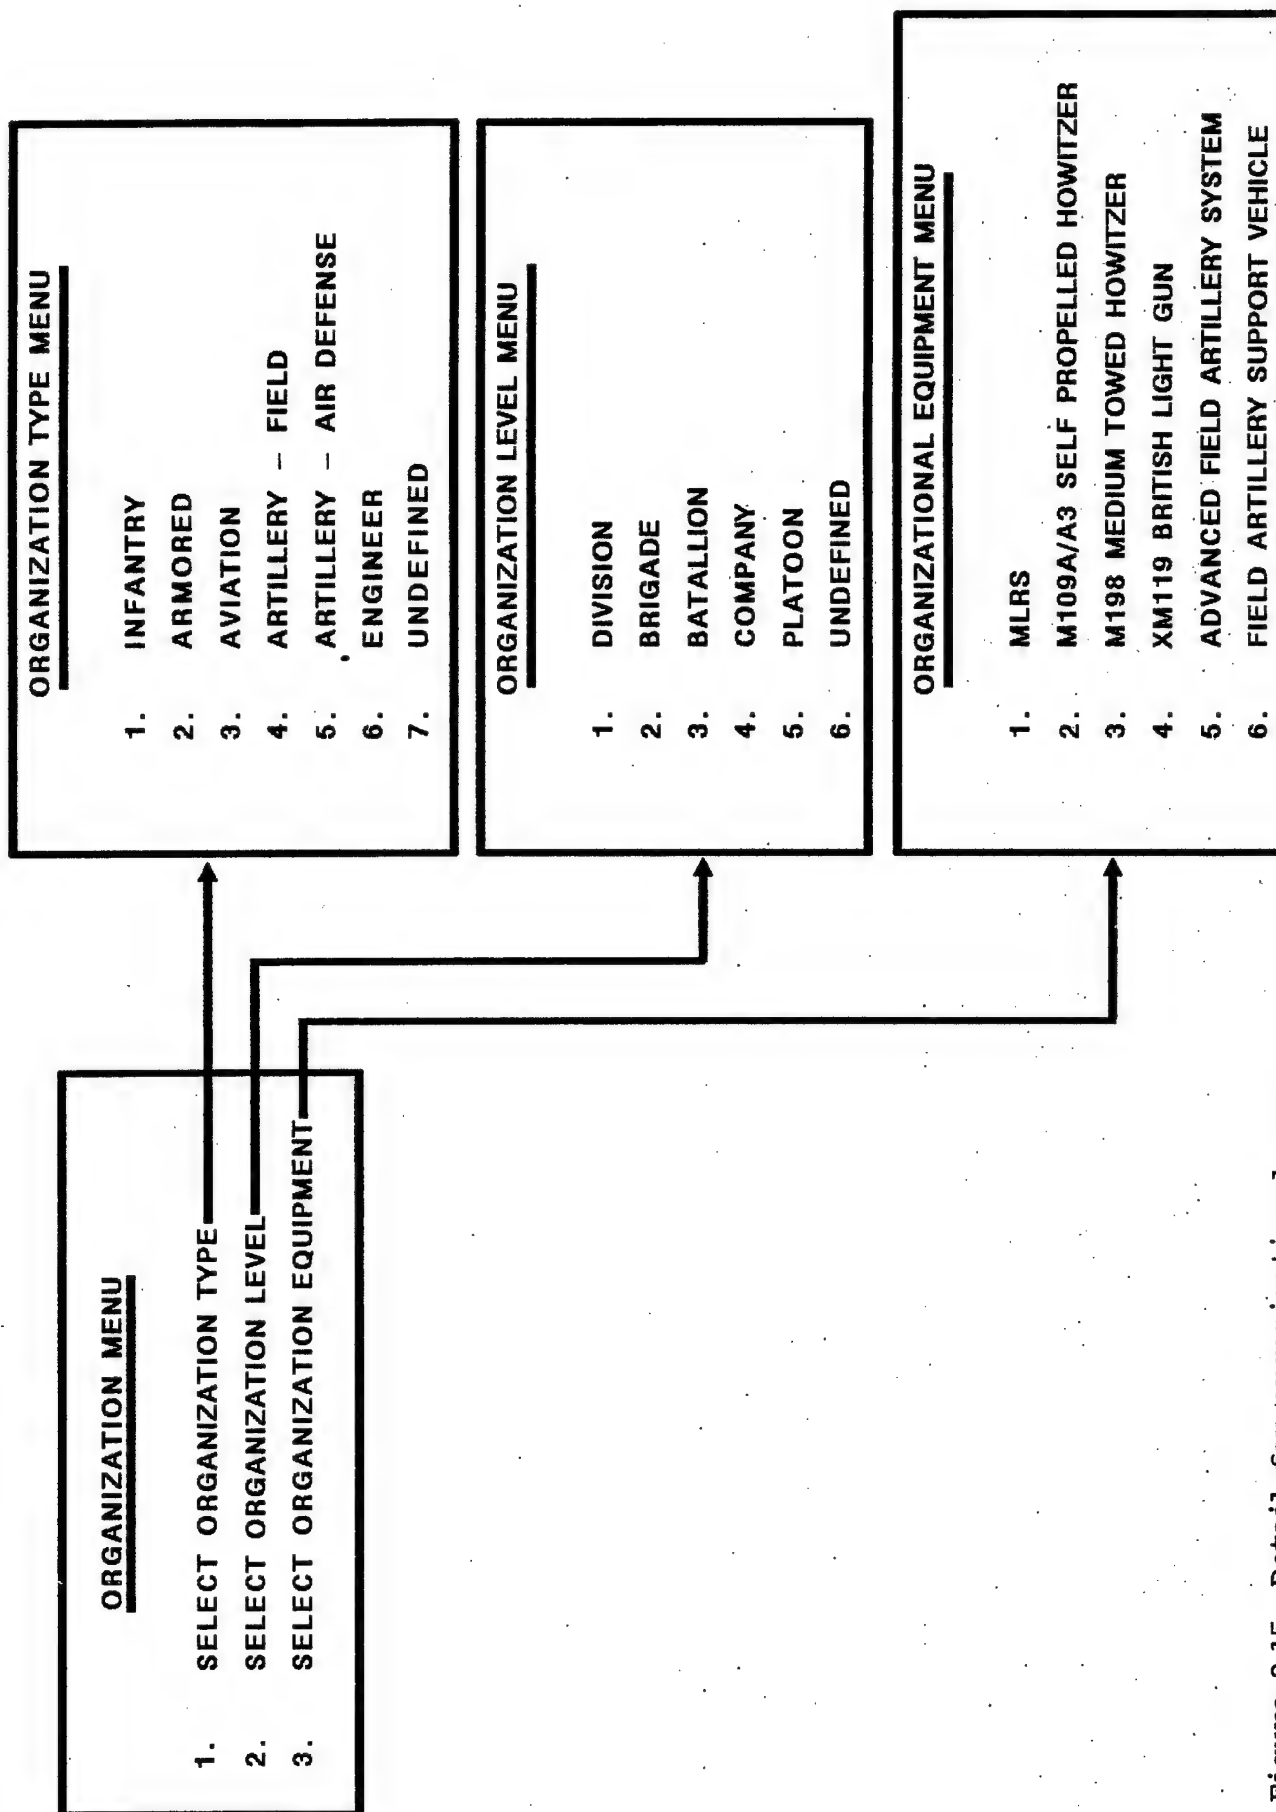 ORGANIZATION MENU
1. SELECT ORGANIZATION TYPE
2. SELECT ORGANIZATION LEVEL
3. SELECT ORGANIZATION EQUIPMENT
ORGANIZATION TYPE MENU
1. INFANTRY
2. ARMORED
3. AVIATION
4. ARTILLERY – FIELD
5. ARTILLERY – AIR DEFENSE
6. ENGINEER
7. UNDEFINED
ORGANIZATION LEVEL MENU
1. DIVISION
2. BRIGADE
3. BATALLION
4. COMPANY
5. PLATOON
6. UNDEFINED
ORGANIZATIONAL EQUIPMENT MENU
1. MLRS
2. M109A/A3 SELF PROPELLED HOWITZER
3. M198 MEDIUM TOWED HOWITZER
4. XM119 BRITISH LIGHT GUN
5. ADVANCED FIELD ARTILLERY SYSTEM
6. FIELD ARTILLERY SUPPORT VEHICLE
Detail